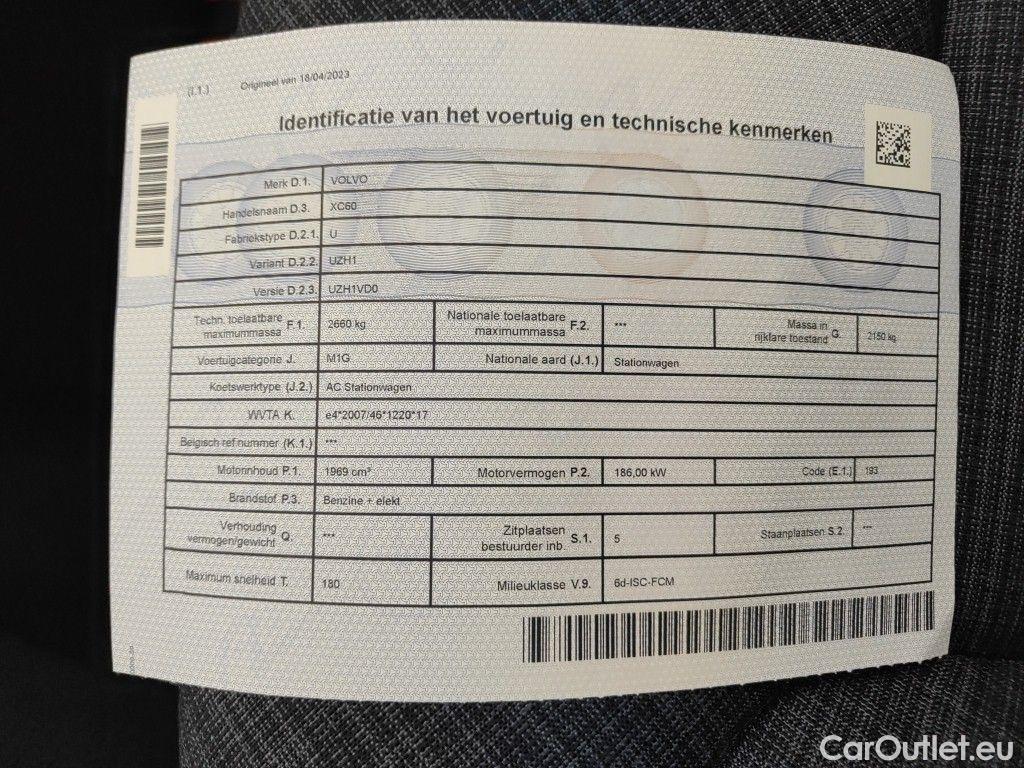 (I.1.) Origineel van 18/04/2023
Identificatie van het voertuig en technische kenmerken
Merk D.1. VOLVO
Handelsnaam D.3. XC60
Fabriekstype D.2.1. U
Variant D.2.2. UZH1
Versie D.2.3. UZH1VD0
Techn. toelaatbare maximummassa F.1. 2660 kg Nationale toelaatbare maximummassa F.2. *** Massa in rijklare toestand G. 2150 kg
Voertuigcategorie J. M1G Nationale aard (J.1.) Stationwagen
Koetswerktype (J.2.) AC Stationwagen
WVTA K. e4*2007/46*1220*17
Belgisch ref nummer (K.1.) ***
Motorinhoud P.1. 1969 cm³ Motorvermogen P.2. 186,00 kW Code (E.1.) 193
Brandstof P.3. Benzine + elekt
Verhouding vermogen/gewicht Q. *** Zitplaatsen bestuurder inb. S.1. 5 Staanplaatsen S.2. ***
Maximum snelheid T. 180 Milieuklasse V.9. 6d-ISC-FCM
CarOutlet.eu